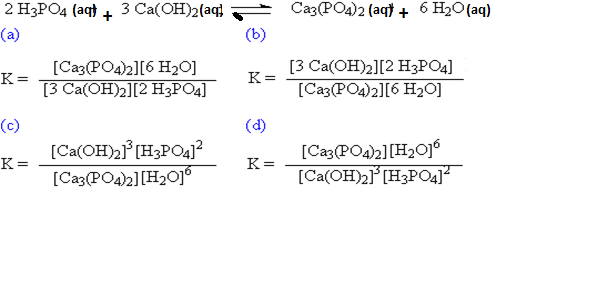 2 H3PO4 (aq) + 3 Ca(OH)2(aq) ⇌ Ca3(PO4)2 (aq) + 6 H2O(aq)
(a) (b)
K = [Ca3(PO4)2][6 H2O] / [3 Ca(OH)2][2 H3PO4] K = [3 Ca(OH)2][2 H3PO4] / [Ca3(PO4)2][6 H2O]
(c) (d)
K = [Ca(OH)2]³[H3PO4]² / [Ca3(PO4)2][H2O]⁶ K = [Ca3(PO4)2][H2O]⁶ / [Ca(OH)2]³[H3PO4]²